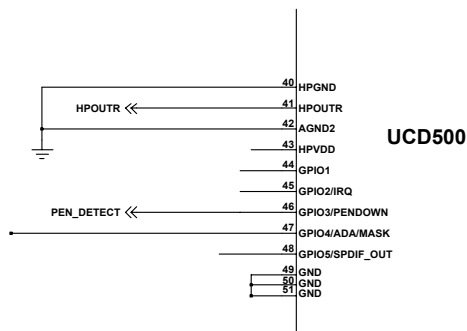 40 HPGND
HPOUTR 41 HPOUTR
42 AGND2
UCD500
43 HPVDD
44 GPIO1
45 GPIO2/IRQ
PEN_DETECT 46 GPIO3/PENDOWN
47 GPIO4/ADA/MASK
48 GPIO5/SPDIF_OUT
49 GND
50 GND
51 GND